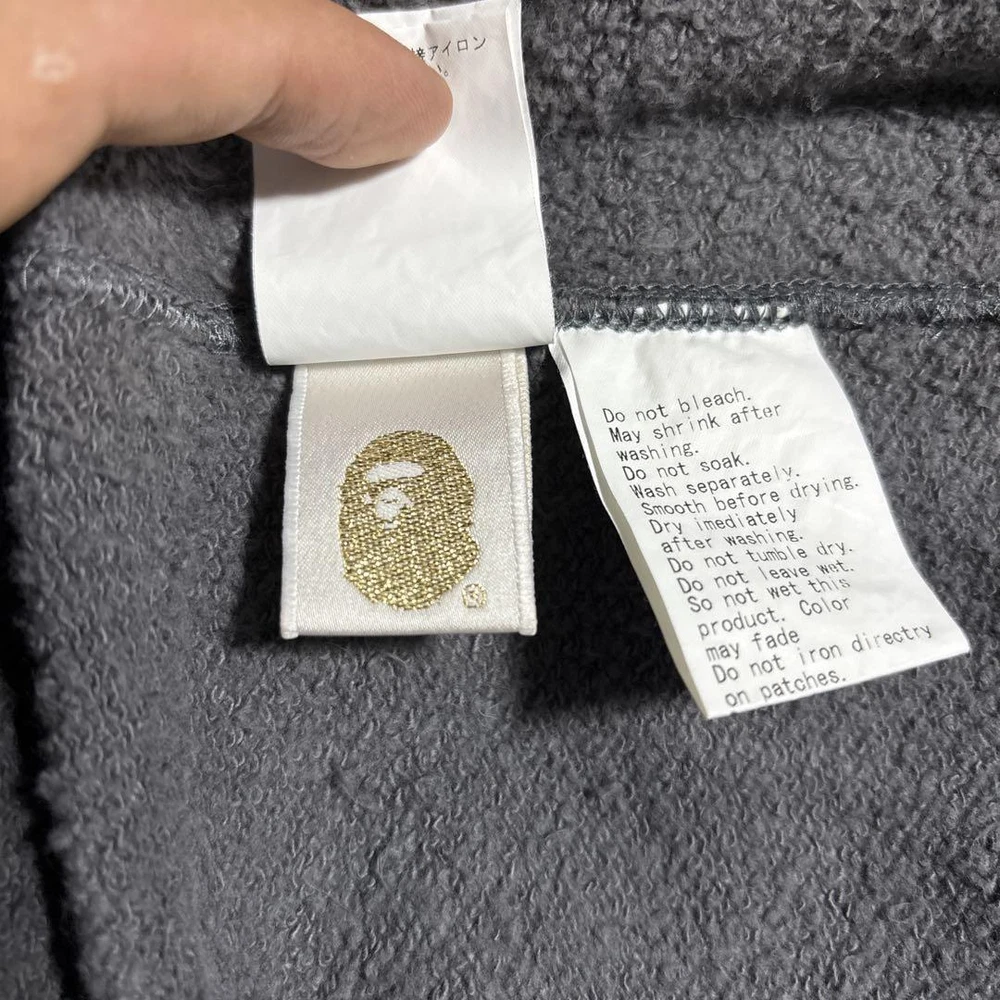 接アイロン
い。
®
Do not bleach.
May shrink after
washing.
Do not soak.
Wash separately.
Smooth before drying.
Dry imediately
after washing.
Do not tumble dry.
Do not leave wet.
So not wet this
product. Color
may fade
Do not iron directry
on patches.